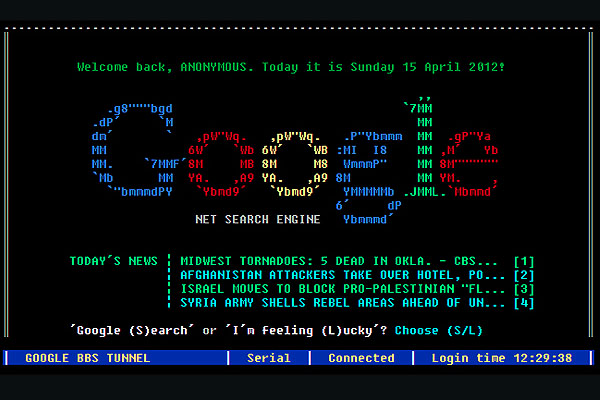 Welcome back, ANONYMOUS. Today it is Sunday 15 April 2012!
Google
NET SEARCH ENGINE
TODAY'S NEWS ¦ MIDWEST TORNADOES: 5 DEAD IN OKLA. - CBS... [1]
¦ AFGHANISTAN ATTACKERS TAKE OVER HOTEL, PO... [2]
¦ ISRAEL MOVES TO BLOCK PRO-PALESTINIAN "FL... [3]
¦ SYRIA ARMY SHELLS REBEL AREAS AHEAD OF UN... [4]
'Google (S)earch' or 'I'm feeling (L)ucky'? Choose (S/L)
GOOGLE BBS TUNNEL | Serial | Connected | Login time 12:29:38